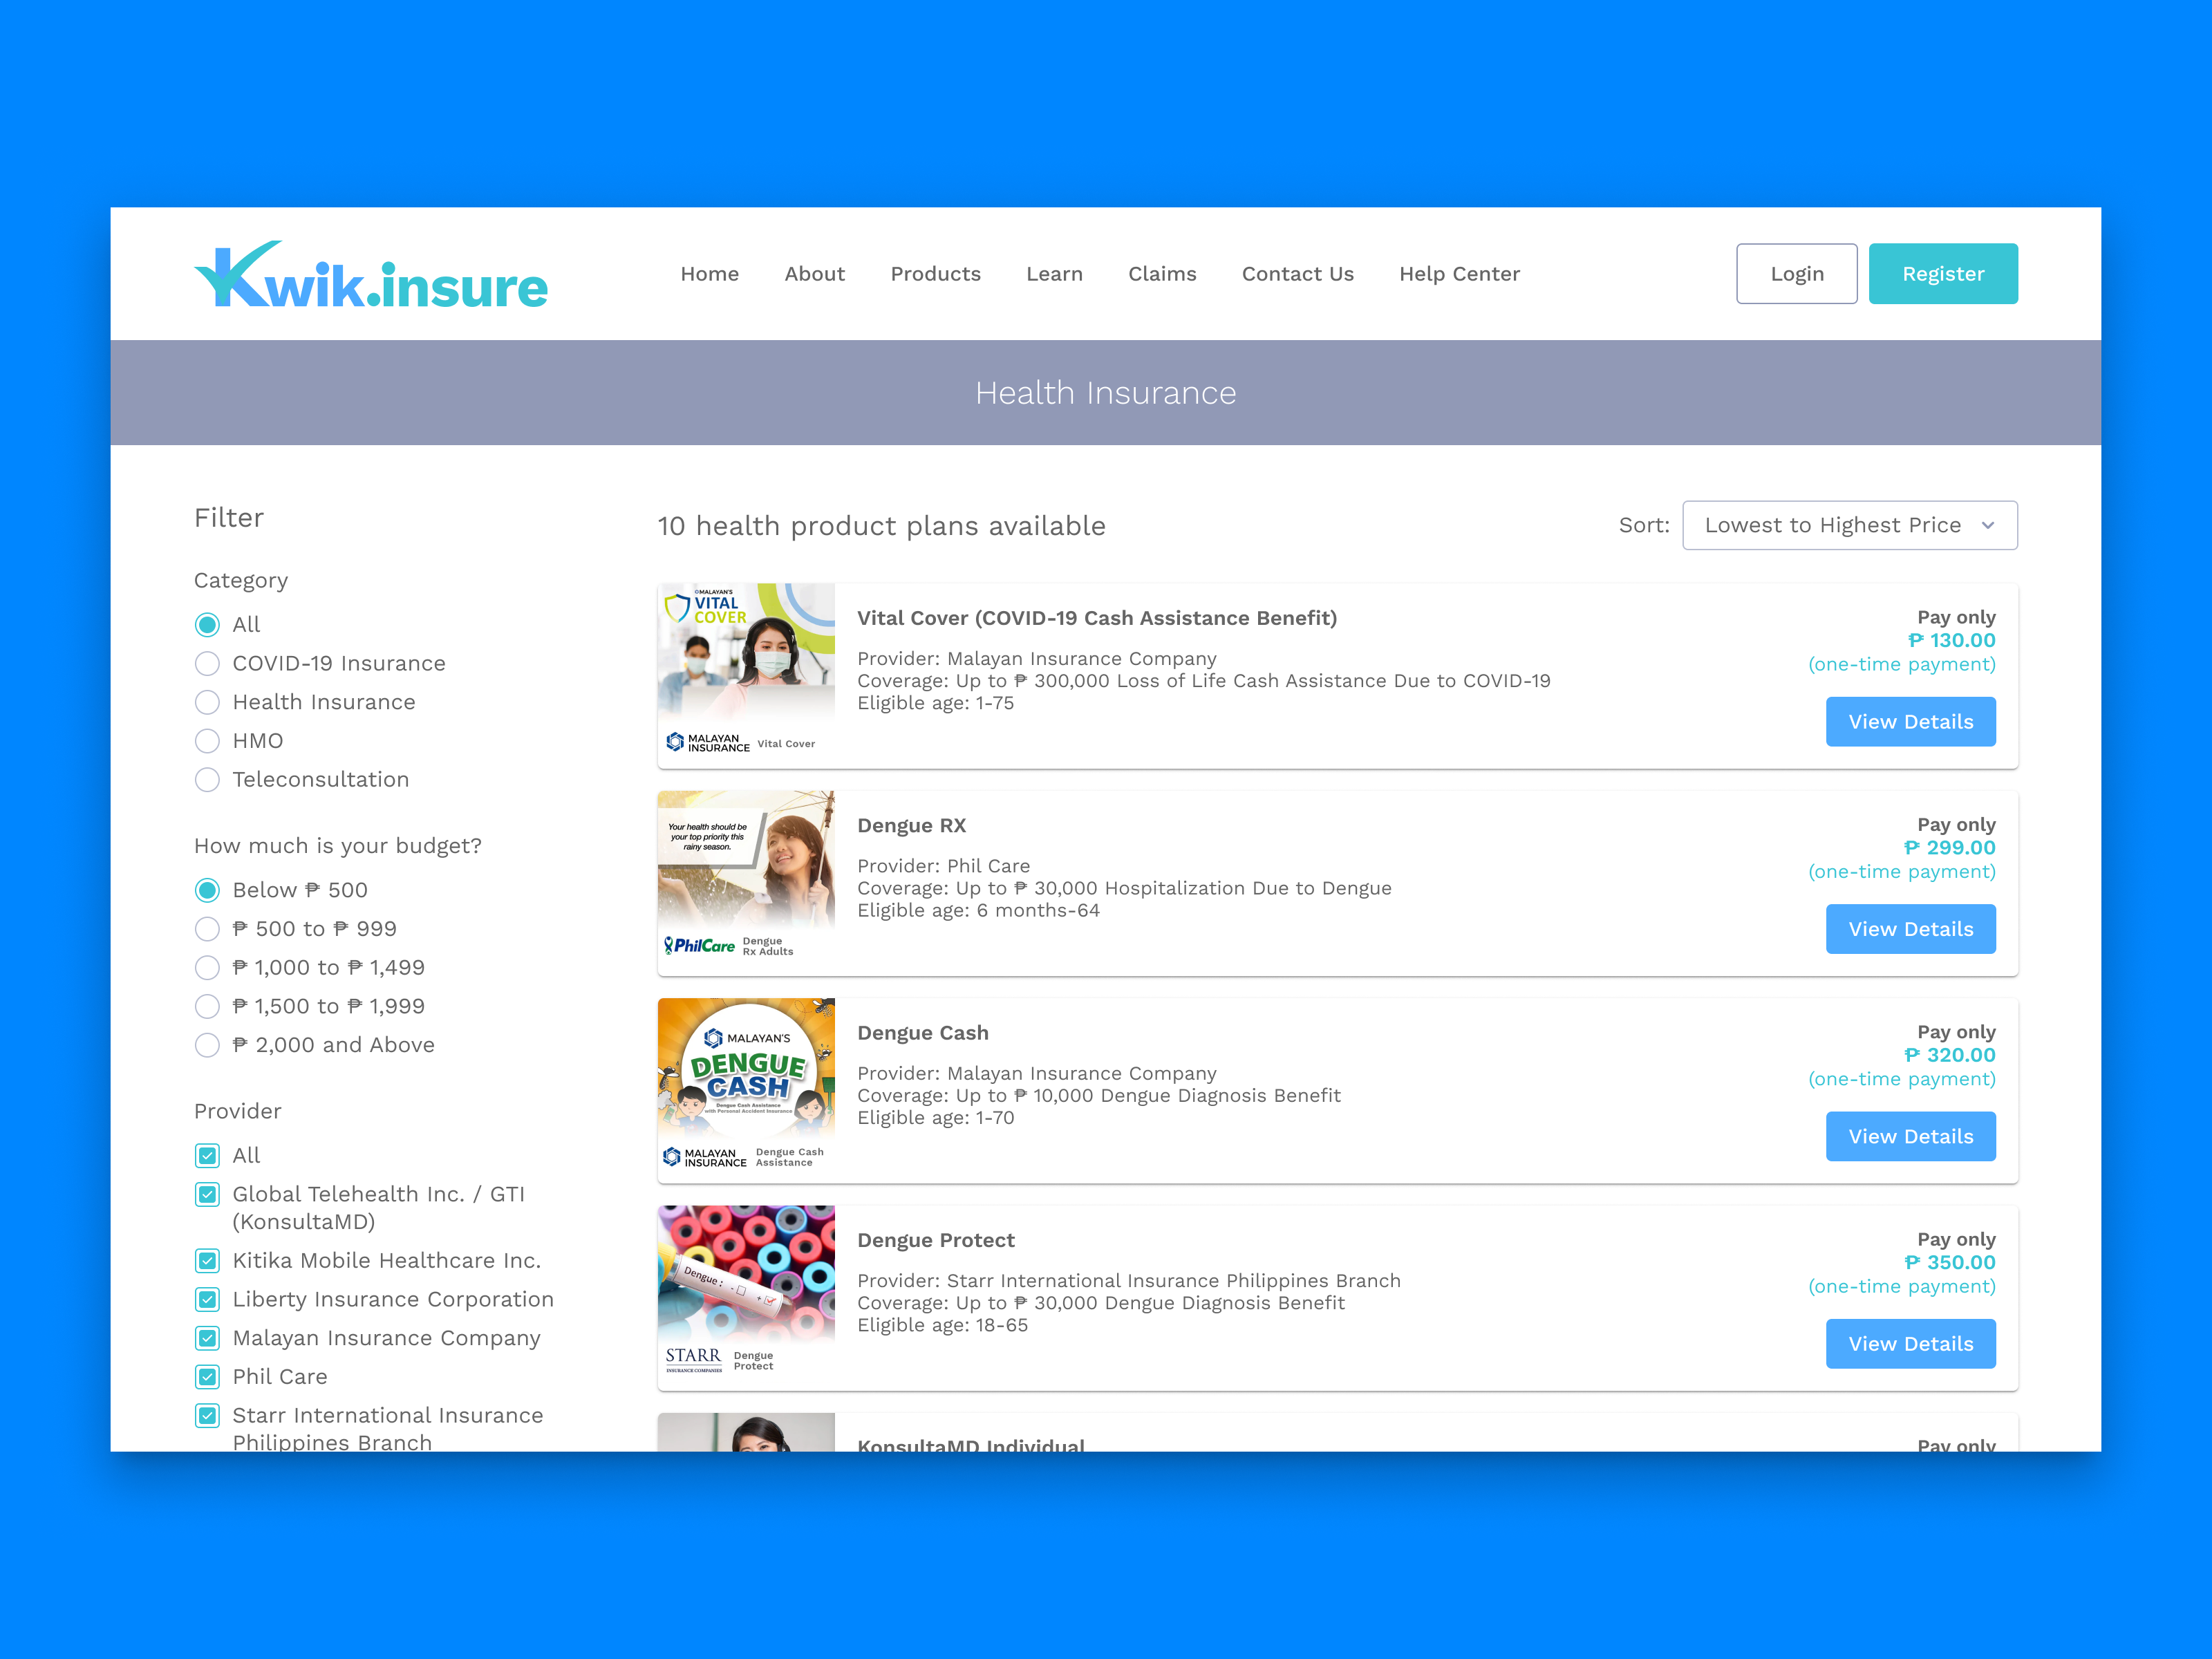 Kwik.insure
Home
About
Products
Learn
Claims
Contact Us
Help Center
Login
Register
Health Insurance
Filter
Category
All
COVID-19 Insurance
Health Insurance
HMO
Teleconsultation
How much is your budget?
Below ₱ 500
₱ 500 to ₱ 999
₱ 1,000 to ₱ 1,499
₱ 1,500 to ₱ 1,999
₱ 2,000 and Above
Provider
All
Global Telehealth Inc. / GTI
(KonsultaMD)
Kitika Mobile Healthcare Inc.
Liberty Insurance Corporation
Malayan Insurance Company
Phil Care
Starr International Insurance
Philippines Branch
10 health product plans available
Sort:
Lowest to Highest Price
MALAYAN'S
VITAL
COVER
MALAYAN
INSURANCE
Vital Cover
Vital Cover (COVID-19 Cash Assistance Benefit)
Provider: Malayan Insurance Company
Coverage: Up to ₱ 300,000 Loss of Life Cash Assistance Due to COVID-19
Eligible age: 1-75
Pay only
₱ 130.00
(one-time payment)
View Details
Your health should be
your top priority this
rainy season.
PhilCare
Dengue
Rx Adults
Dengue RX
Provider: Phil Care
Coverage: Up to ₱ 30,000 Hospitalization Due to Dengue
Eligible age: 6 months-64
Pay only
₱ 299.00
(one-time payment)
View Details
MALAYAN'S
DENGUE
CASH
Dengue Cash Assistance
with Personal Accident Insurance
MALAYAN
INSURANCE
Dengue Cash
Assistance
Dengue Cash
Provider: Malayan Insurance Company
Coverage: Up to ₱ 10,000 Dengue Diagnosis Benefit
Eligible age: 1-70
Pay only
₱ 320.00
(one-time payment)
View Details
Dengue : - +
STARR
INSURANCE COMPANIES
Dengue
Protect
Dengue Protect
Provider: Starr International Insurance Philippines Branch
Coverage: Up to ₱ 30,000 Dengue Diagnosis Benefit
Eligible age: 18-65
Pay only
₱ 350.00
(one-time payment)
View Details
KonsultaMD Individual
Pay only